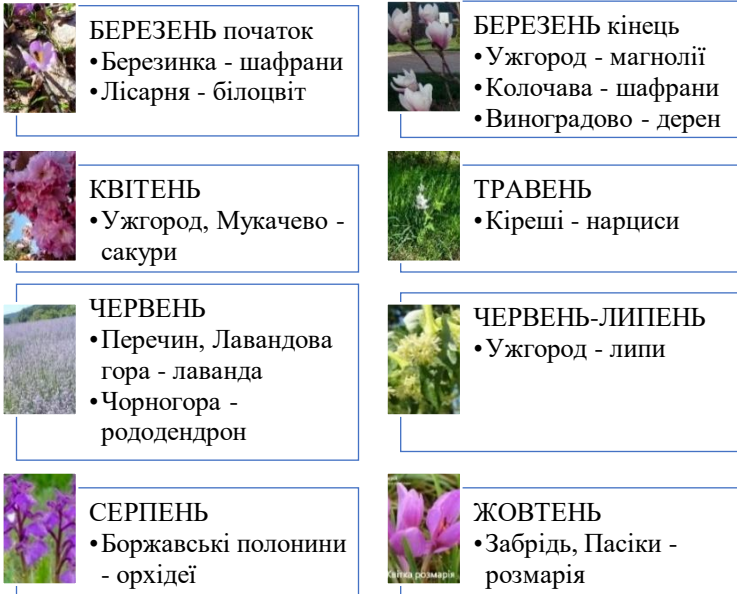 БЕРЕЗЕНЬ початок
•Березинка - шафрани
•Лісарня - білоцвіт
БЕРЕЗЕНЬ кінець
•Ужгород - магнолії
•Колочава - шафрани
•Виноградово - дерен
КВІТЕНЬ
•Ужгород, Мукачево -
сакури
ТРАВЕНЬ
•Кіреші - нарциси
ЧЕРВЕНЬ
•Перечин, Лавандова
гора - лаванда
•Чорногора -
рододендрон
ЧЕРВЕНЬ-ЛИПЕНЬ
•Ужгород - липи
СЕРПЕНЬ
•Боржавські полонини
- орхідеї
ЖОВТЕНЬ
•Забрідь, Пасіки -
розмарія
Квітка розмарія